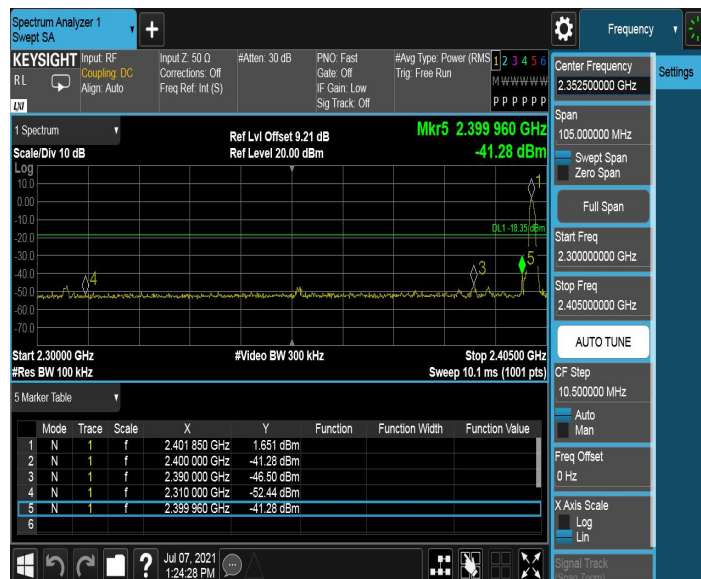 Spectrum Analyzer 1
Swept SA
Frequency
KEYSIGHT
RL
LXI
Input: RF
Coupling: DC
Align: Auto
Input Z: 50 Ω
Corrections: Off
Freq Ref: Int (S)
#Atten: 30 dB
PNO: Fast
Gate: Off
IF Gain: Low
Sig Track: Off
#Avg Type: Power (RMS
Trig: Free Run
1 2 3 4 5 6
M W W W W W
P P P P P P
Center Frequency
2.352500000 GHz
Settings
Span
105.000000 MHz
Swept Span
Zero Span
Full Span
Start Freq
2.300000000 GHz
Stop Freq
2.405000000 GHz
AUTO TUNE
CF Step
10.500000 MHz
Auto
Man
Freq Offset
0 Hz
X Axis Scale
Log
Lin
Signal Track
(Span Zoom)
1 Spectrum
Scale/Div 10 dB
Ref Lvl Offset 9.21 dB
Ref Level 20.00 dBm
Mkr5 2.399 960 GHz
-41.28 dBm
Log
10.0
0.00
-10.0
-20.0
-30.0
-40.0
-50.0
-60.0
-70.0
1
DL1 -18.35 dBm
5
3
4
Start 2.30000 GHz
#Res BW 100 kHz
#Video BW 300 kHz
Stop 2.40500 GHz
Sweep 10.1 ms (1001 pts)
5 Marker Table
Mode Trace Scale X Y Function Function Width Function Value
1 N 1 f 2.401 850 GHz 1.651 dBm
2 N 1 f 2.400 000 GHz -41.28 dBm
3 N 1 f 2.390 000 GHz -46.50 dBm
4 N 1 f 2.310 000 GHz -52.44 dBm
5 N 1 f 2.399 960 GHz -41.28 dBm
6
?
Jul 07, 2021
1:24:28 PM